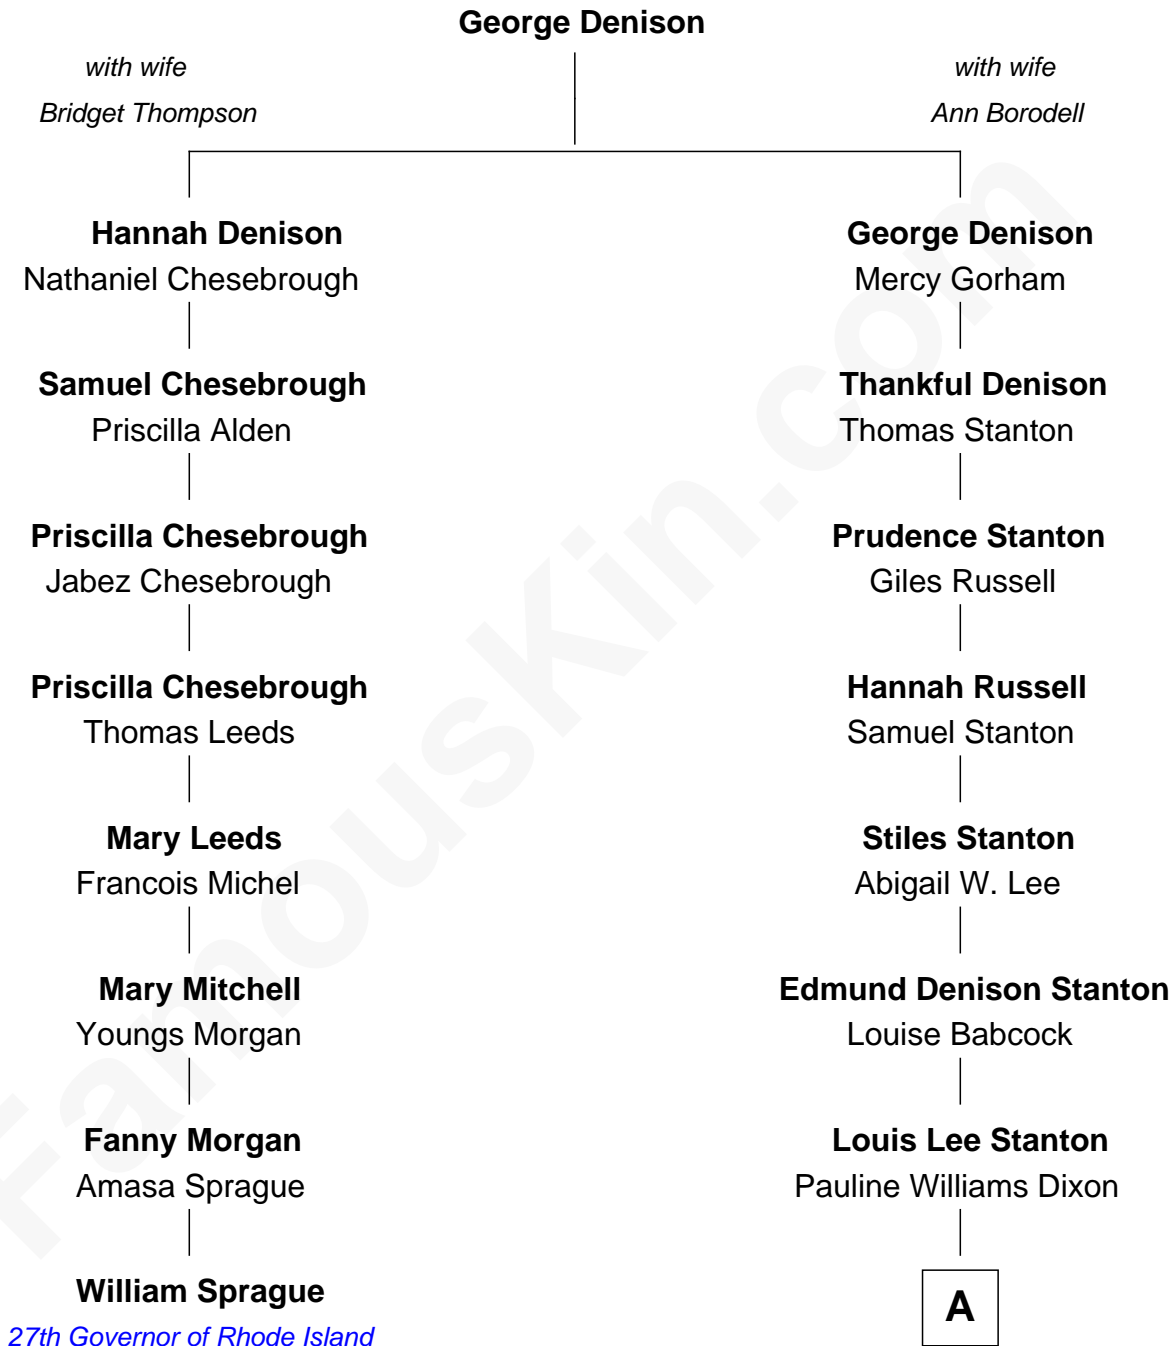 George Denison
with wife
Bridget Thompson
with wife
Ann Borodell
Hannah Denison
Nathaniel Chesebrough
George Denison
Mercy Gorham
Samuel Chesebrough
Priscilla Alden
Thankful Denison
Thomas Stanton
Priscilla Chesebrough
Jabez Chesebrough
Prudence Stanton
Giles Russell
Priscilla Chesebrough
Thomas Leeds
Hannah Russell
Samuel Stanton
Mary Leeds
Francois Michel
Stiles Stanton
Abigail W. Lee
Mary Mitchell
Youngs Morgan
Edmund Denison Stanton
Louise Babcock
Fanny Morgan
Amasa Sprague
Louis Lee Stanton
Pauline Williams Dixon
William Sprague
27th Governor of Rhode Island
A
FamousKin.com